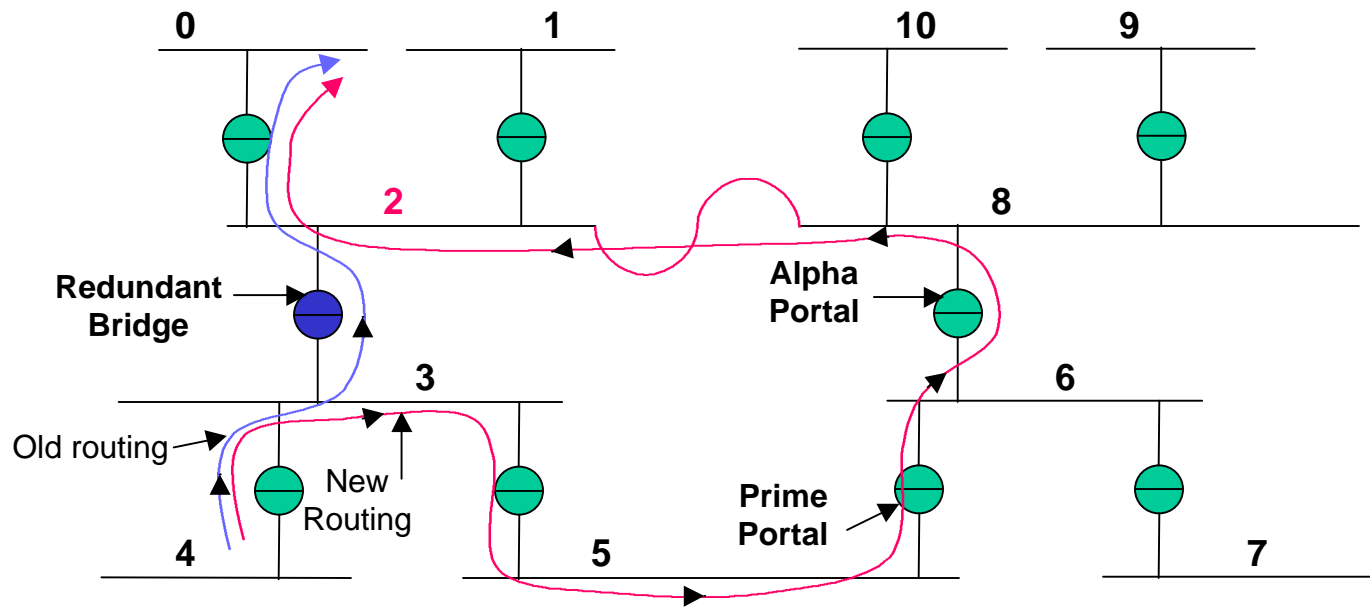 0
1
10
9
2
8
Redundant
Bridge
Alpha
Portal
3
6
Old routing
New
Routing
Prime
Portal
4
5
7